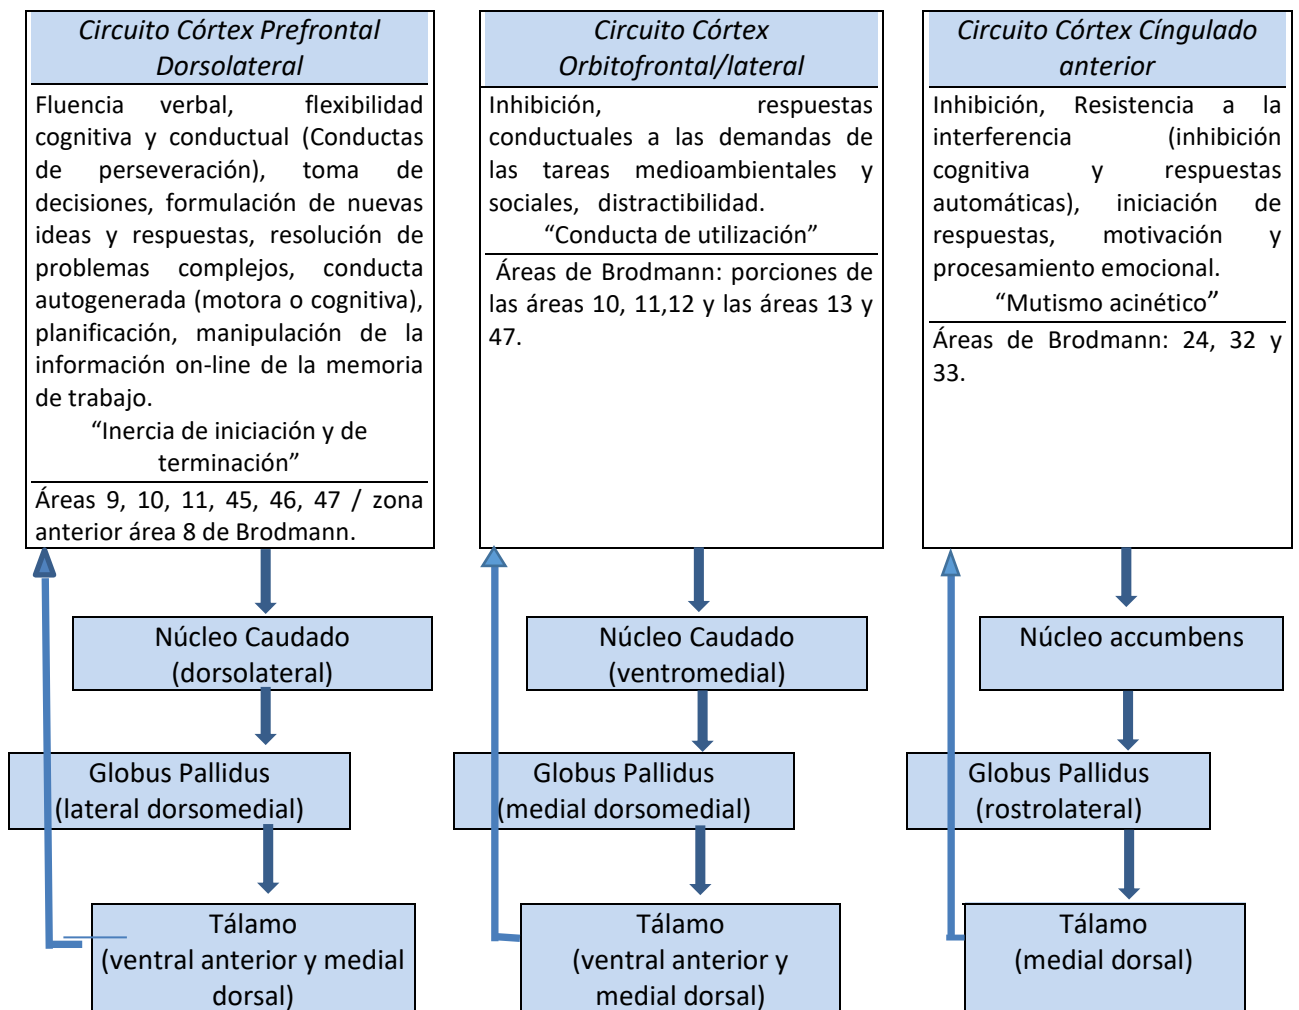 Circuito Córtex Prefrontal
Dorsolateral
Fluencia verbal, flexibilidad
cognitiva y conductual (Conductas
de perseveración), toma de
decisiones, formulación de nuevas
ideas y respuestas, resolución de
problemas complejos, conducta
autogenerada (motora o cognitiva),
planificación, manipulación de la
información on-line de la memoria
de trabajo.
“Inercia de iniciación y de
terminación”
Áreas 9, 10, 11, 45, 46, 47 / zona
anterior área 8 de Brodmann.
Núcleo Caudado
(dorsolateral)
Globus Pallidus
(lateral dorsomedial)
Tálamo
(ventral anterior y medial
dorsal)
Circuito Córtex
Orbitofrontal/lateral
Inhibición, respuestas
conductuales a las demandas de
las tareas medioambientales y
sociales, distractibilidad.
“Conducta de utilización”
Áreas de Brodmann: porciones de
las áreas 10, 11,12 y las áreas 13 y
47.
Núcleo Caudado
(ventromedial)
Globus Pallidus
(medial dorsomedial)
Tálamo
(ventral anterior y
medial dorsal)
Circuito Córtex Cíngulado
anterior
Inhibición, Resistencia a la
interferencia (inhibición
cognitiva y respuestas
automáticas), iniciación de
respuestas, motivación y
procesamiento emocional.
“Mutismo acinético”
Áreas de Brodmann: 24, 32 y
33.
Núcleo accumbens
Globus Pallidus
(rostrolateral)
Tálamo
(medial dorsal)